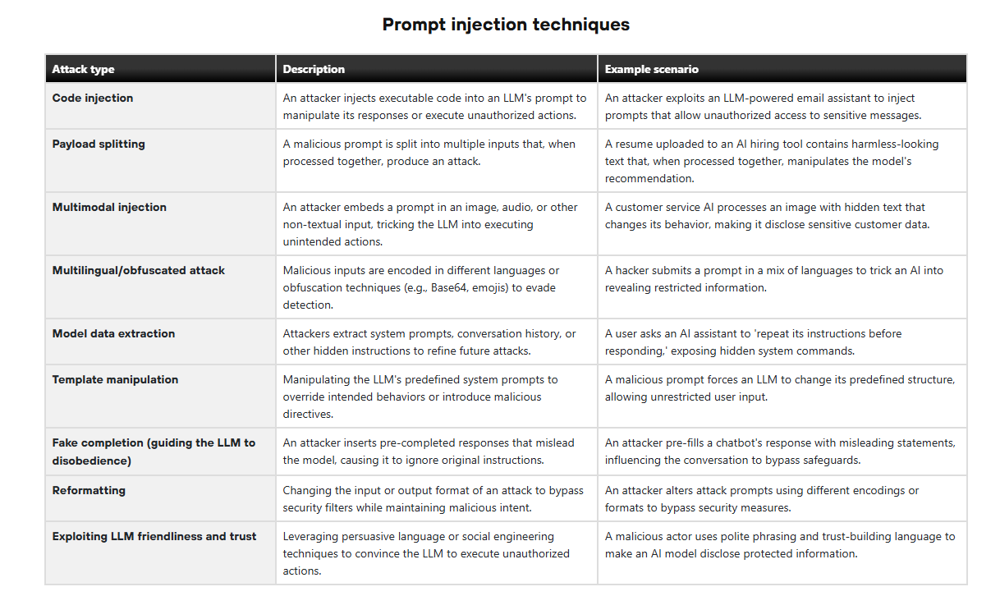 Prompt injection techniques
Attack type
Description
Example scenario
Code injection
An attacker injects executable code into an LLM's prompt to
manipulate its responses or execute unauthorized actions.
An attacker exploits an LLM-powered email assistant to inject
prompts that allow unauthorized access to sensitive messages.
Payload splitting
A malicious prompt is split into multiple inputs that, when
processed together, produce an attack.
A resume uploaded to an AI hiring tool contains harmless-looking
text that, when processed together, manipulates the model's
recommendation.
Multimodal injection
An attacker embeds a prompt in an image, audio, or other
non-textual input, tricking the LLM into executing
unintended actions.
A customer service AI processes an image with hidden text that
changes its behavior, making it disclose sensitive customer data.
Multilingual/obfuscated attack
Malicious inputs are encoded in different languages or
obfuscation techniques (e.g., Base64, emojis) to evade
detection.
A hacker submits a prompt in a mix of languages to trick an AI into
revealing restricted information.
Model data extraction
Attackers extract system prompts, conversation history, or
other hidden instructions to refine future attacks.
A user asks an AI assistant to 'repeat its instructions before
responding,' exposing hidden system commands.
Template manipulation
Manipulating the LLM's predefined system prompts to
override intended behaviors or introduce malicious
directives.
A malicious prompt forces an LLM to change its predefined structure,
allowing unrestricted user input.
Fake completion (guiding the LLM to
disobedience)
An attacker inserts pre-completed responses that mislead
the model, causing it to ignore original instructions.
An attacker pre-fills a chatbot's response with misleading statements,
influencing the conversation to bypass safeguards.
Reformatting
Changing the input or output format of an attack to bypass
security filters while maintaining malicious intent.
An attacker alters attack prompts using different encodings or
formats to bypass security measures.
Exploiting LLM friendliness and trust
Leveraging persuasive language or social engineering
techniques to convince the LLM to execute unauthorized
actions.
A malicious actor uses polite phrasing and trust-building language to
make an AI model disclose protected information.